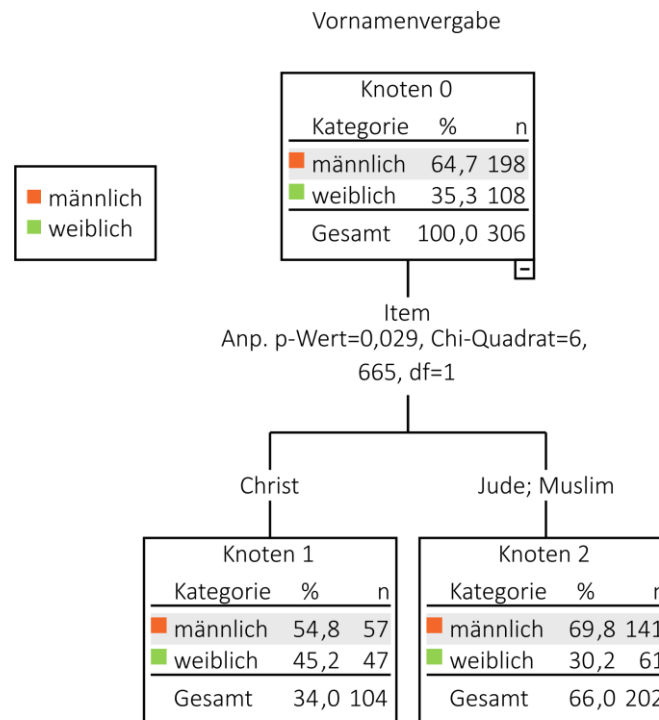 Vornamenvergabe
männlich
weiblich
Knoten 0
Kategorie % n
männlich 64,7 198
weiblich 35,3 108
Gesamt 100,0 306
Item
Anp. p-Wert=0,029, Chi-Quadrat=6,
665, df=1
Christ
Jude; Muslim
Knoten 1
Kategorie % n
männlich 54,8 57
weiblich 45,2 47
Gesamt 34,0 104
Knoten 2
Kategorie % n
männlich 69,8 141
weiblich 30,2 61
Gesamt 66,0 202